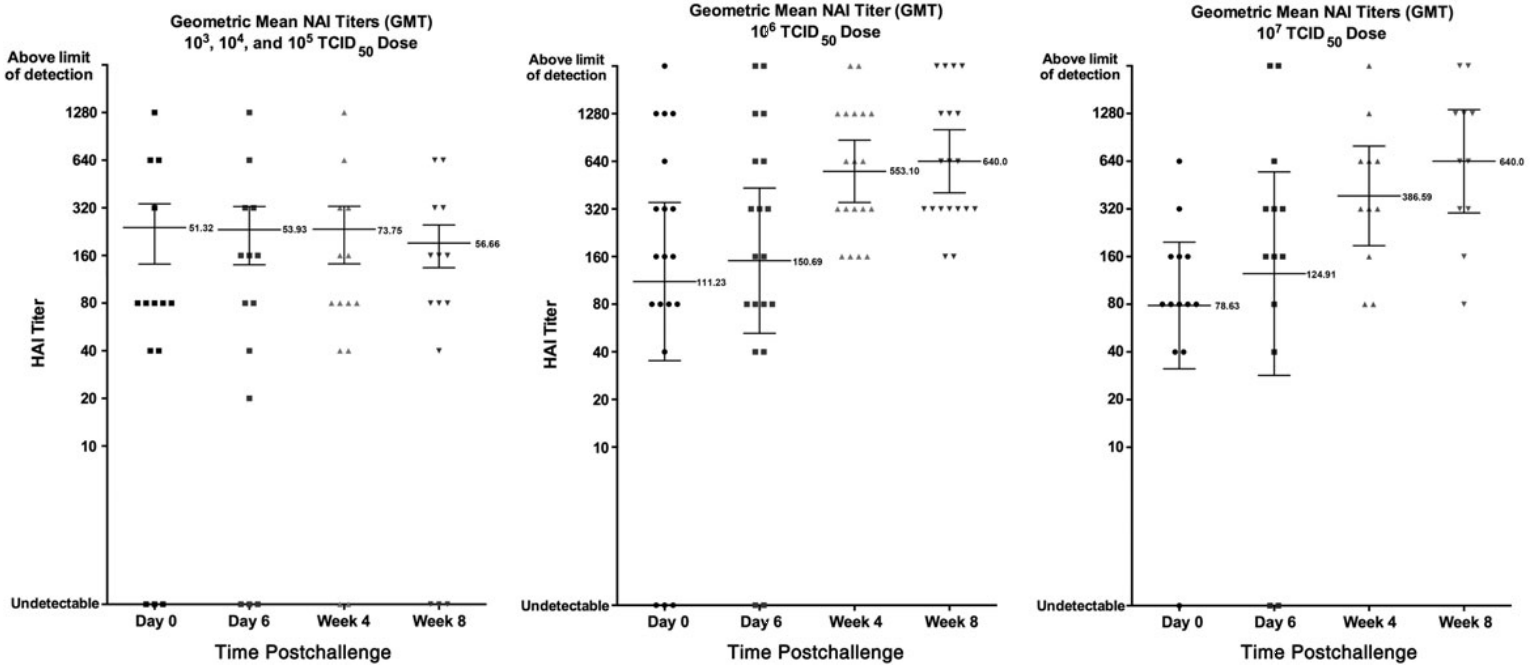 Geometric Mean NAI Titers (GMT)
10³, 10⁴, and 10⁵ TCID₅₀ Dose
Above limit
of detection
1280
640
320
160
80
40
20
10
Undetectable
HAI Titer
51.32
53.93
73.75
56.66
Day 0
Day 6
Week 4
Week 8
Time Postchallenge
Geometric Mean NAI Titer (GMT)
10⁶ TCID₅₀ Dose
Above limit
of detection
1280
640
320
160
80
40
20
10
Undetectable
HAI Titer
111.23
150.69
553.10
640.0
Day 0
Day 6
Week 4
Week 8
Time Postchallenge
Geometric Mean NAI Titers (GMT)
10⁷ TCID₅₀ Dose
Above limit
of detection
1280
640
320
160
80
40
20
10
Undetectable
HAI Titer
78.63
124.91
386.59
640.0
Day 0
Day 6
Week 4
Week 8
Time Postchallenge